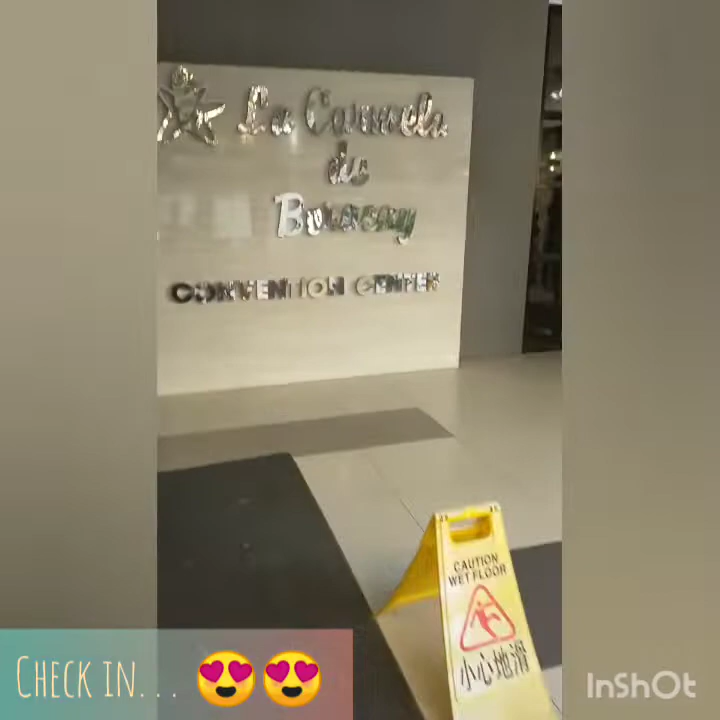 La Carmela
de
Boracay
CONVENTION CENTER
CAUTION
WET FLOOR
小心地滑
CHECK IN... 😍😍
InShOt